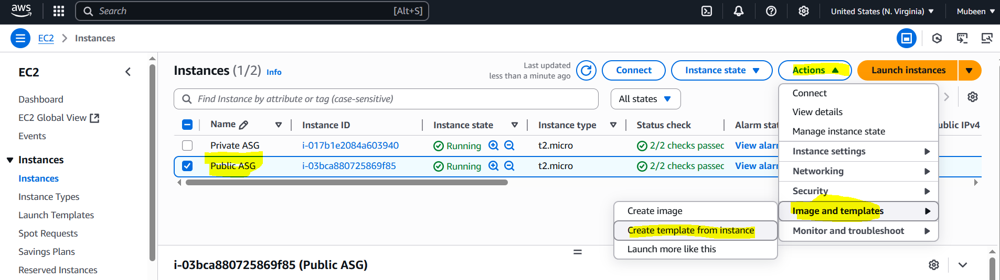 aws
Search [Alt+S]
United States (N. Virginia) Mubeen
EC2 Instances
EC2
Dashboard
EC2 Global View
Events
Instances
Instances
Instance Types
Launch Templates
Spot Requests
Savings Plans
Reserved Instances
Instances (1/2) Info
Last updated
less than a minute ago
Connect Instance state Actions Launch instances
Find Instance by attribute or tag (case-sensitive) All states
Name Instance ID Instance state Instance type Status check Alarm stat ublic IPv4
Private ASG i-017b1e2084a603940 Running t2.micro 2/2 checks passed View alar
Public ASG i-03bca880725869f85 Running t2.micro 2/2 checks passed View alar
Connect
View details
Manage instance state
Instance settings
Networking
Security
Image and templates
Monitor and troubleshoot
Create image
Create template from instance
Launch more like this
i-03bca880725869f85 (Public ASG)